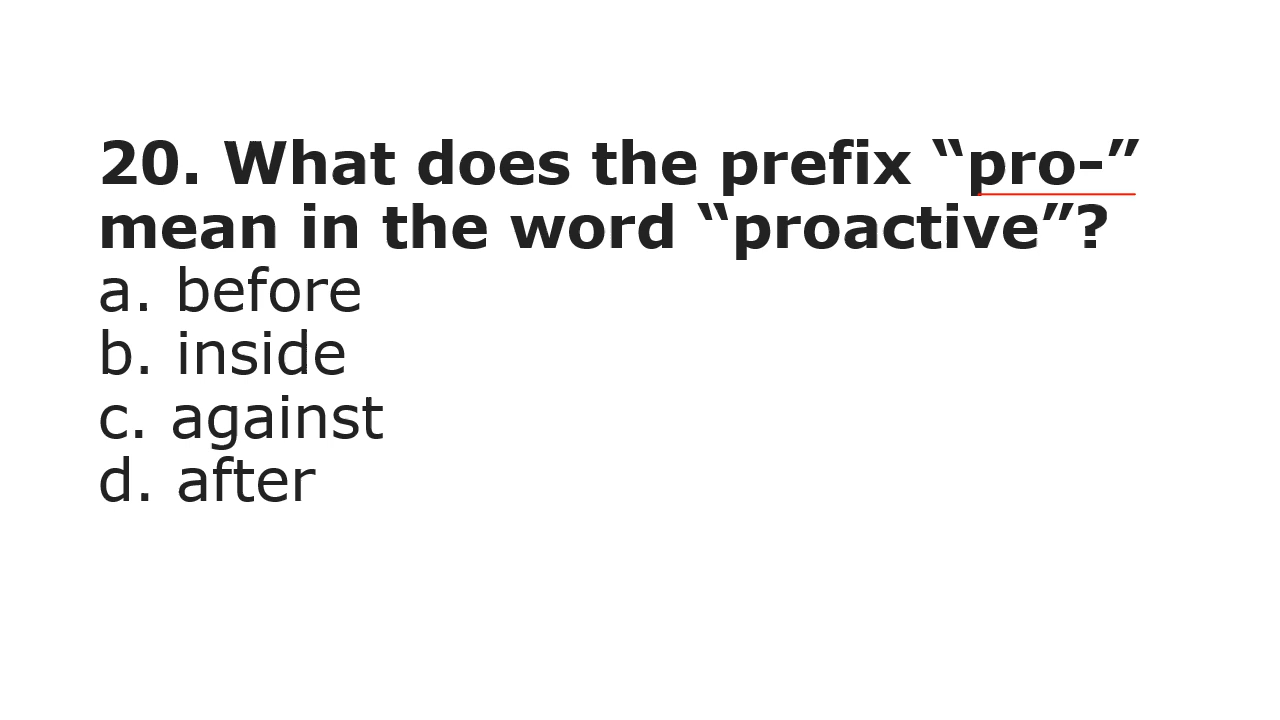 20. What does the prefix “pro-”
mean in the word “proactive”?
a. before
b. inside
c. against
d. after